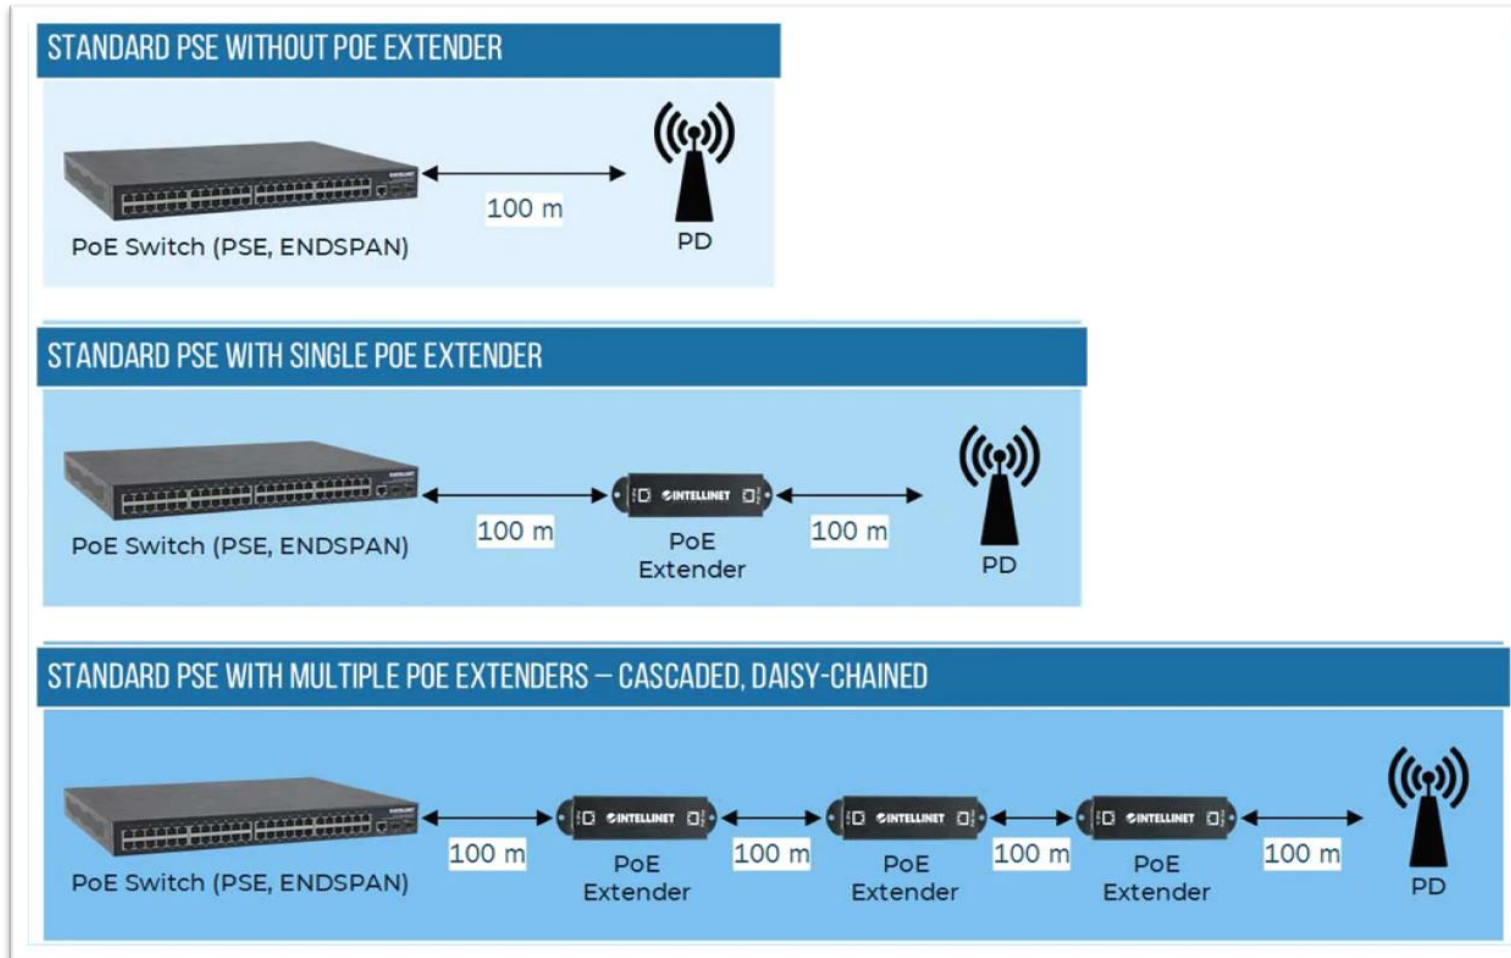 STANDARD PSE WITHOUT POE EXTENDER
100 m
PoE Switch (PSE, ENDSPAN)
PD
STANDARD PSE WITH SINGLE POE EXTENDER
INTELLINET
100 m
100 m
PoE Switch (PSE, ENDSPAN)
PoE
Extender
PD
STANDARD PSE WITH MULTIPLE POE EXTENDERS – CASCADED, DAISY-CHAINED
INTELLINET
INTELLINET
INTELLINET
100 m
100 m
100 m
100 m
PoE Switch (PSE, ENDSPAN)
PoE
Extender
PoE
Extender
PoE
Extender
PD